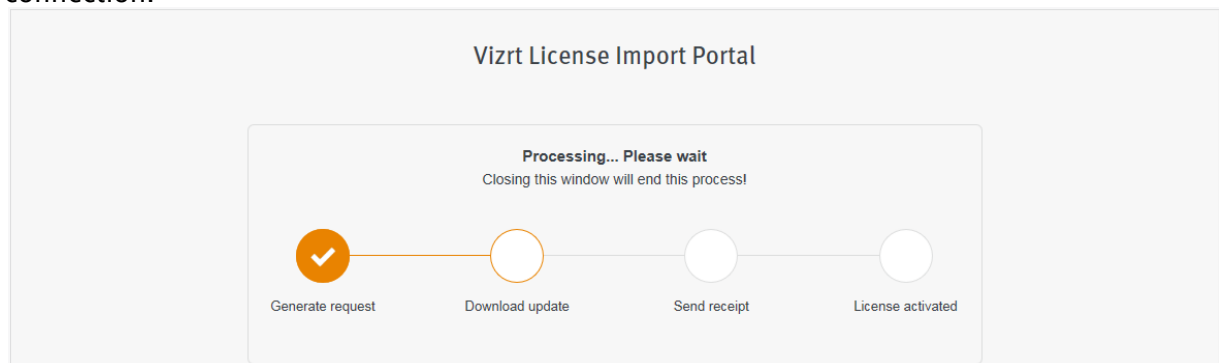 connection.
Vizrt License Import Portal
Processing... Please wait
Closing this window will end this process!
Generate request
Download update
Send receipt
License activated